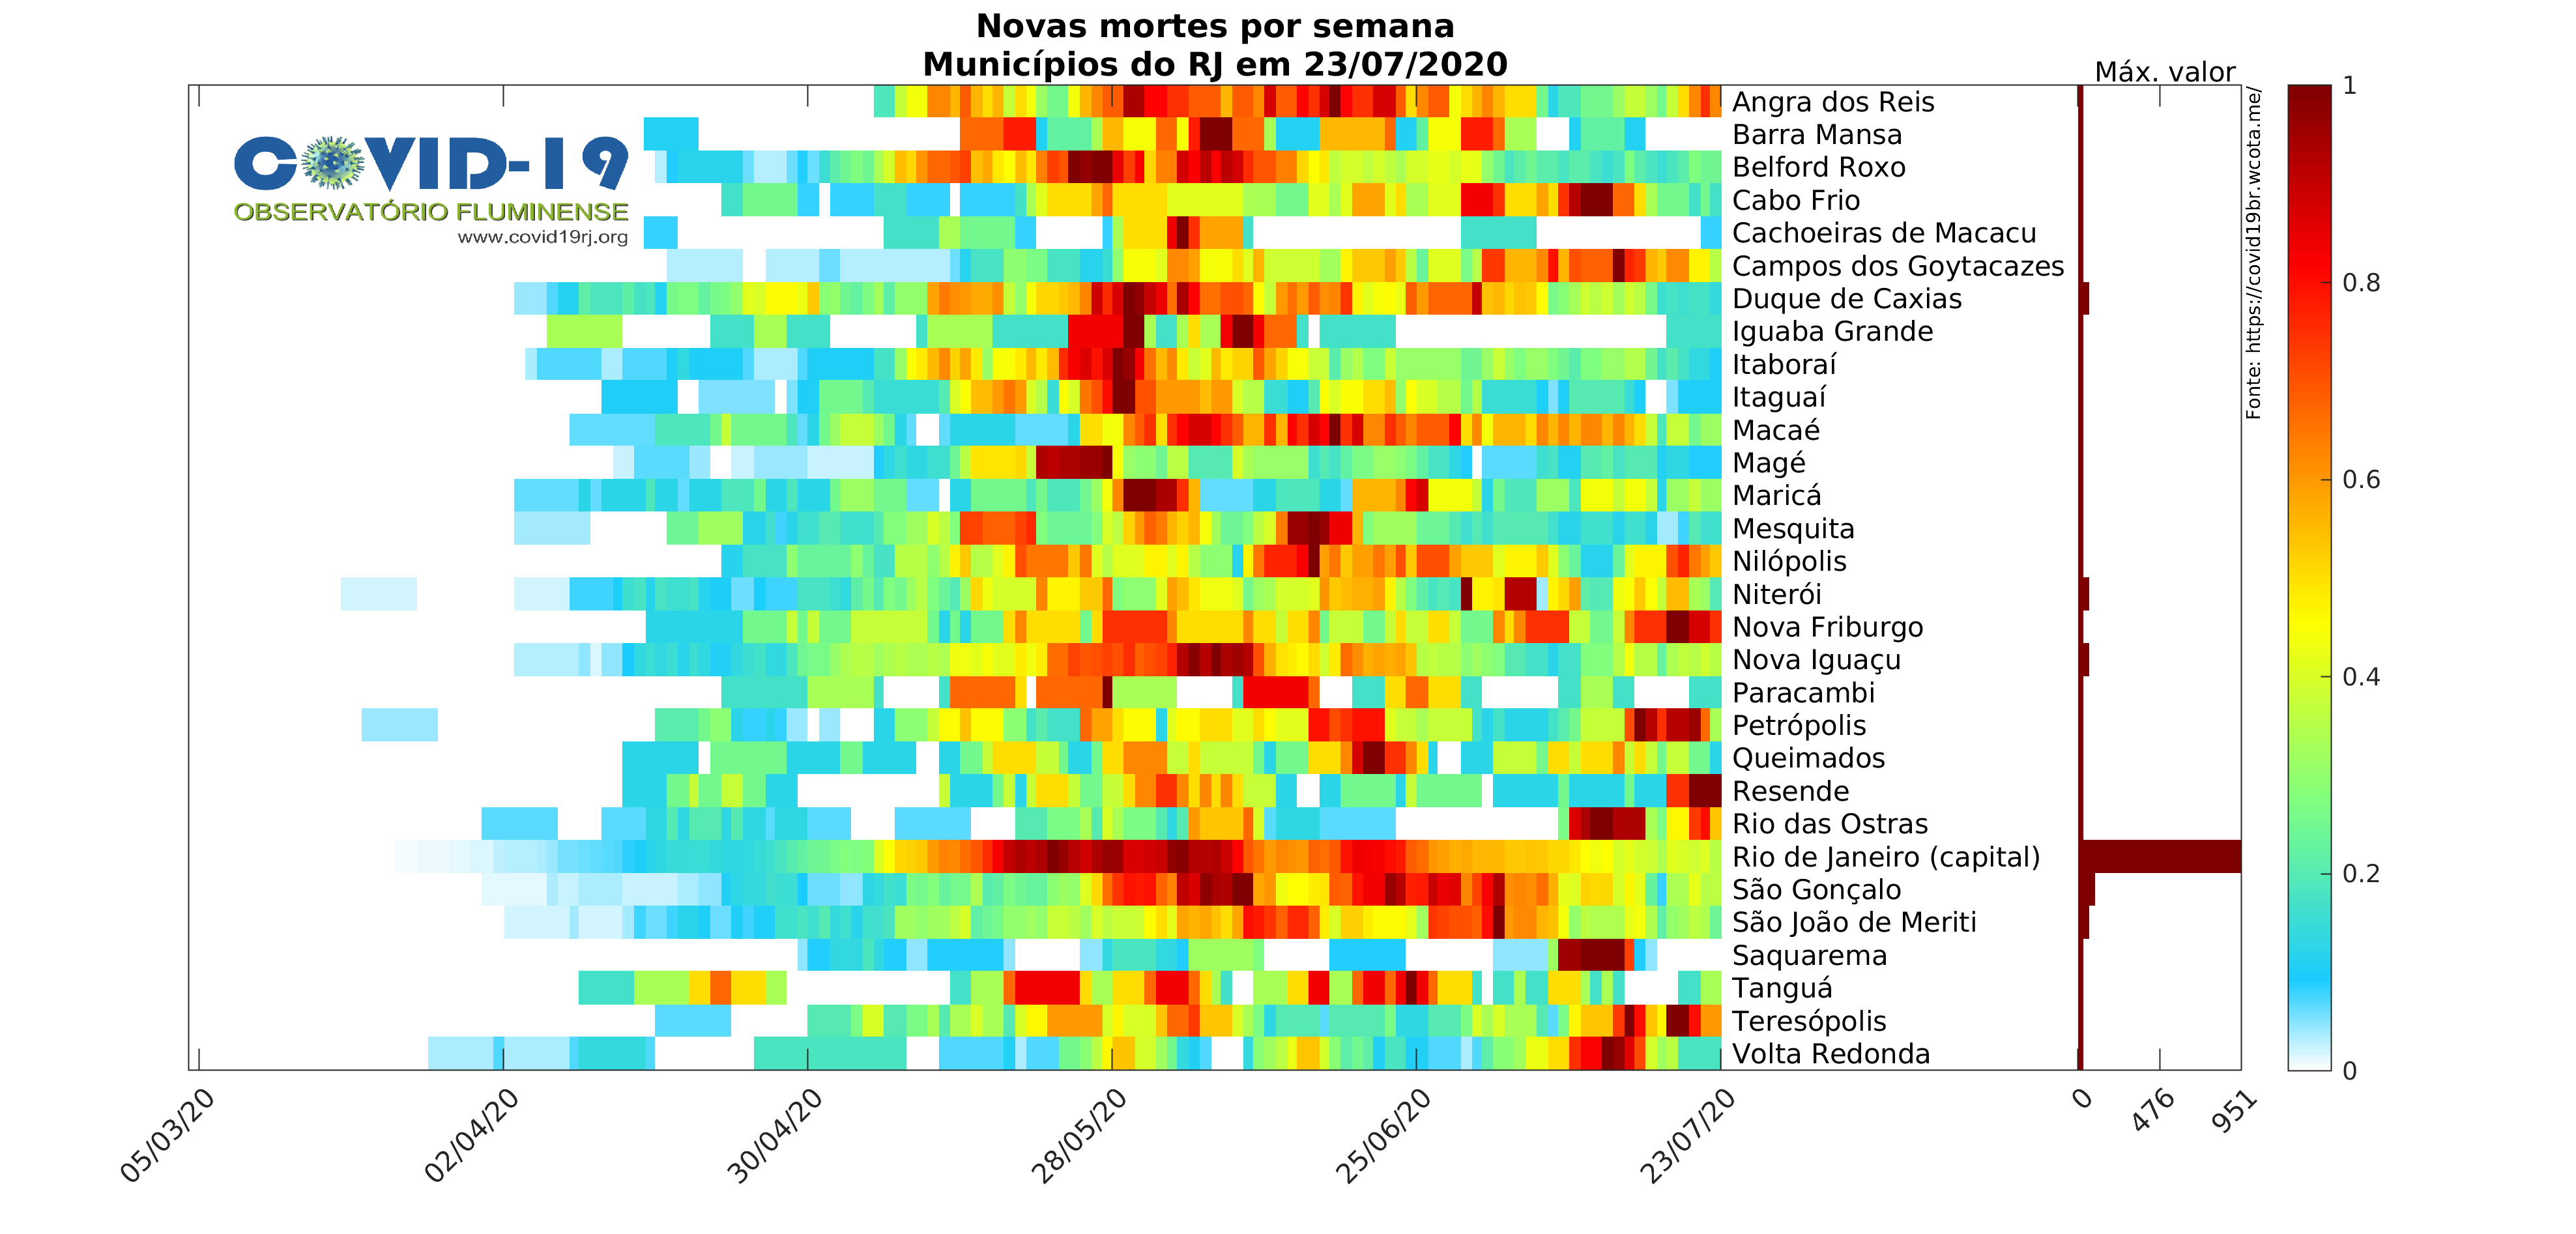 Novas mortes por semana
Municípios do RJ em 23/07/2020
Máx. valor
COVID-19
OBSERVATÓRIO FLUMINENSE
www.covid19rj.org
Angra dos Reis
Barra Mansa
Belford Roxo
Cabo Frio
Cachoeiras de Macacu
Campos dos Goytacazes
Duque de Caxias
Iguaba Grande
Itaboraí
Itaguaí
Macaé
Magé
Maricá
Mesquita
Nilópolis
Niterói
Nova Friburgo
Nova Iguaçu
Paracambi
Petrópolis
Queimados
Resende
Rio das Ostras
Rio de Janeiro (capital)
São Gonçalo
São João de Meriti
Saquarema
Tanguá
Teresópolis
Volta Redonda
Fonte: https://covid19br.wcota.me/
1
0.8
0.6
0.4
0.2
0
05/03/20
02/04/20
30/04/20
28/05/20
25/06/20
23/07/20
0
476
951